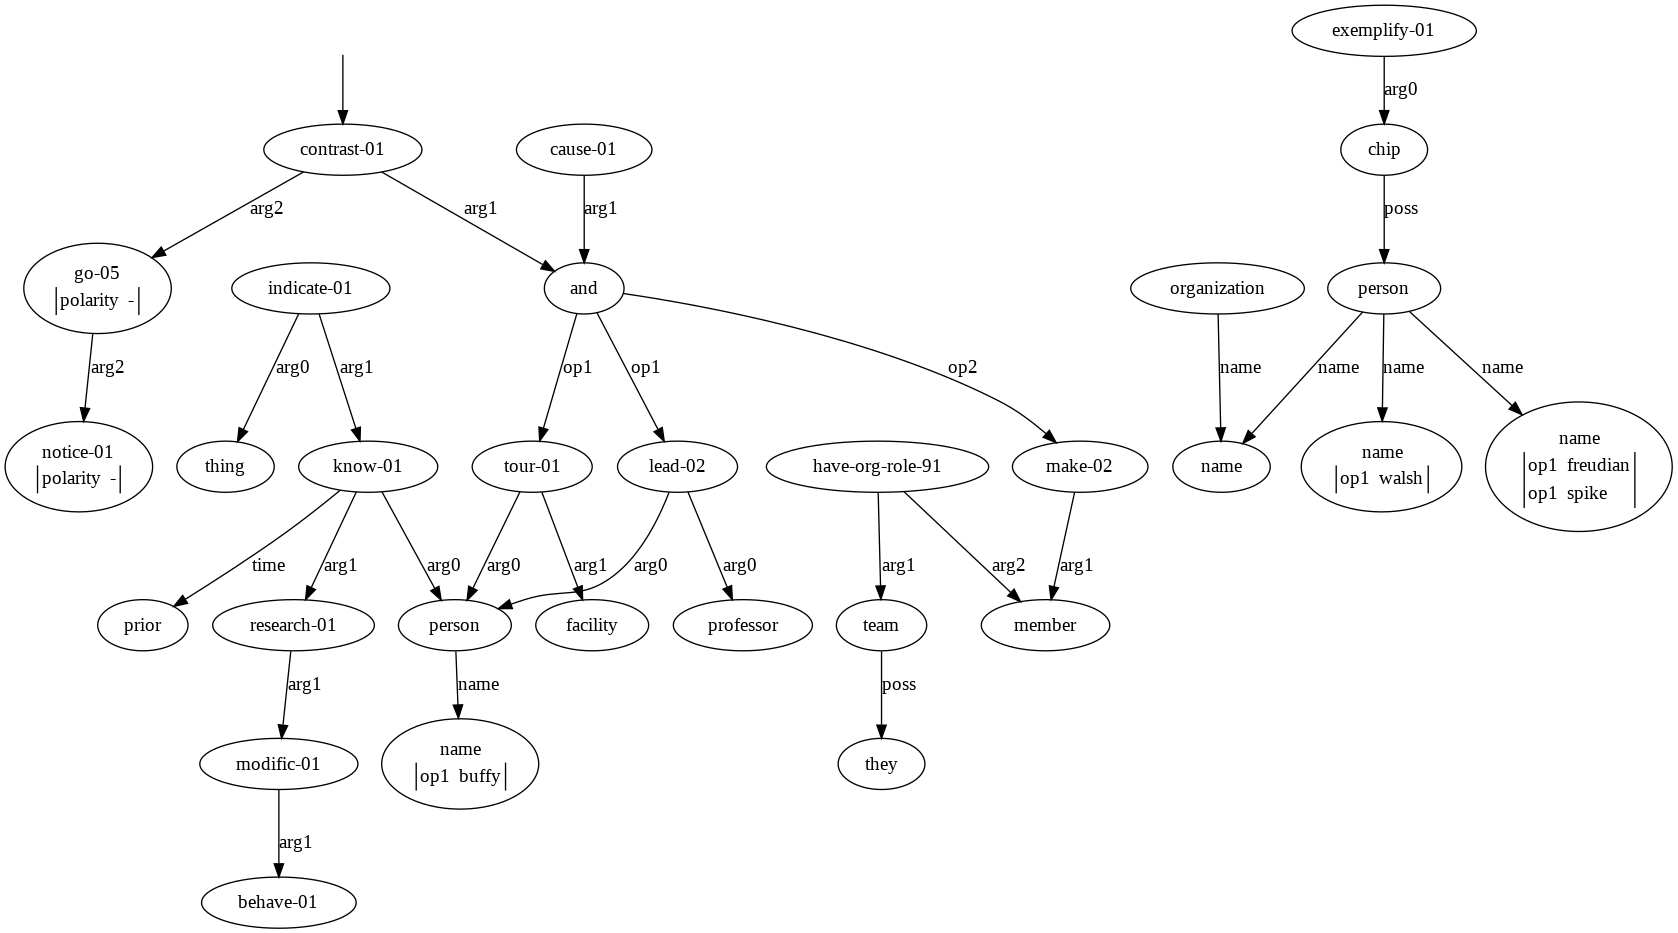 exemplify-01
arg0
contrast-01
cause-01
chip
arg2
arg1
arg1
poss
go-05
polarity -
indicate-01
and
organization
person
arg2
arg0
arg1
op1
op1
op2
name
name
name
name
notice-01
polarity -
thing
know-01
tour-01
lead-02
have-org-role-91
make-02
name
name
op1 walsh
name
op1 freudian
op1 spike
time
arg1
arg0
arg0
arg1
arg0
arg0
arg1
arg2
arg1
prior
research-01
person
facility
professor
team
member
arg1
name
poss
modific-01
name
op1 buffy
they
arg1
behave-01